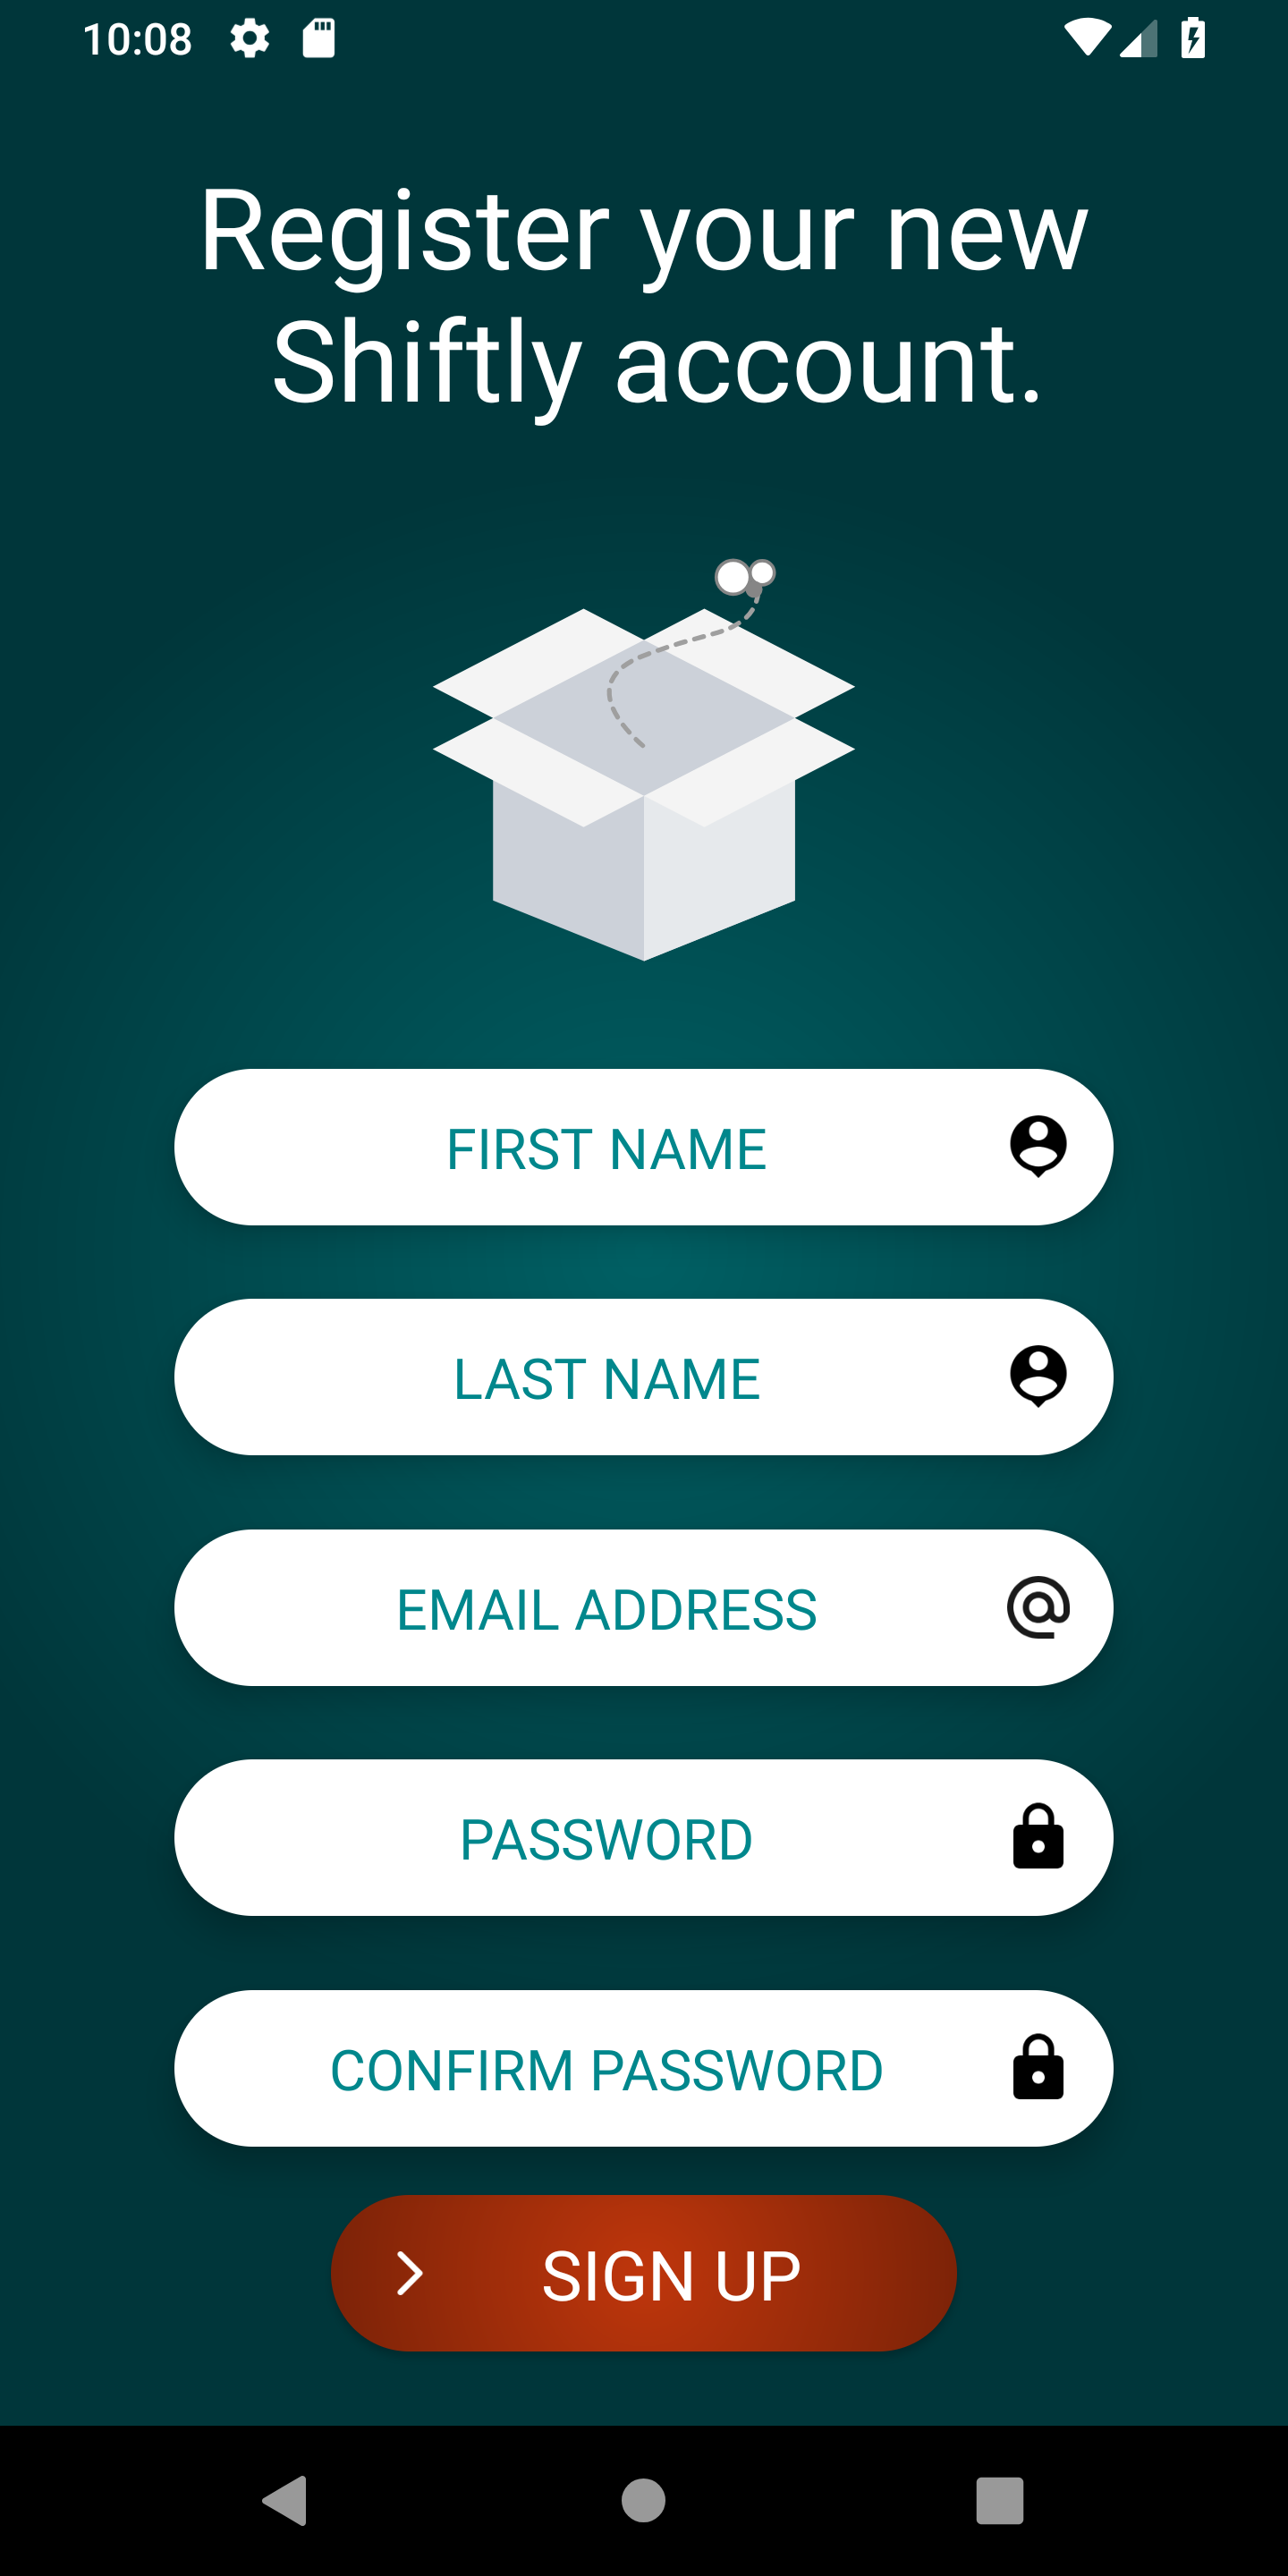 10:08
Register your new
Shiftly account.
FIRST NAME
LAST NAME
EMAIL ADDRESS
PASSWORD
CONFIRM PASSWORD
SIGN UP